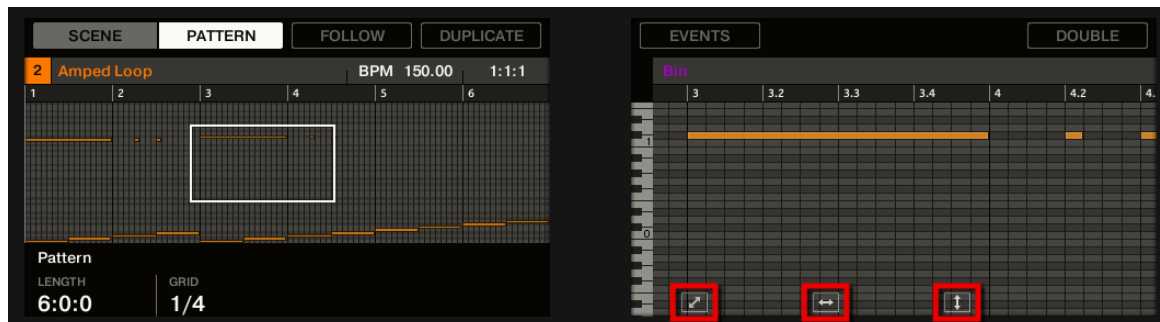 SCENE PATTERN FOLLOW DUPLICATE
2 Amped Loop BPM 150.00 1:1:1
1 2 3 4 5 6
Pattern
LENGTH GRID
6:0:0 1/4
EVENTS DOUBLE
Bin
3 3.2 3.3 3.4 4 4.2 4.
1
0